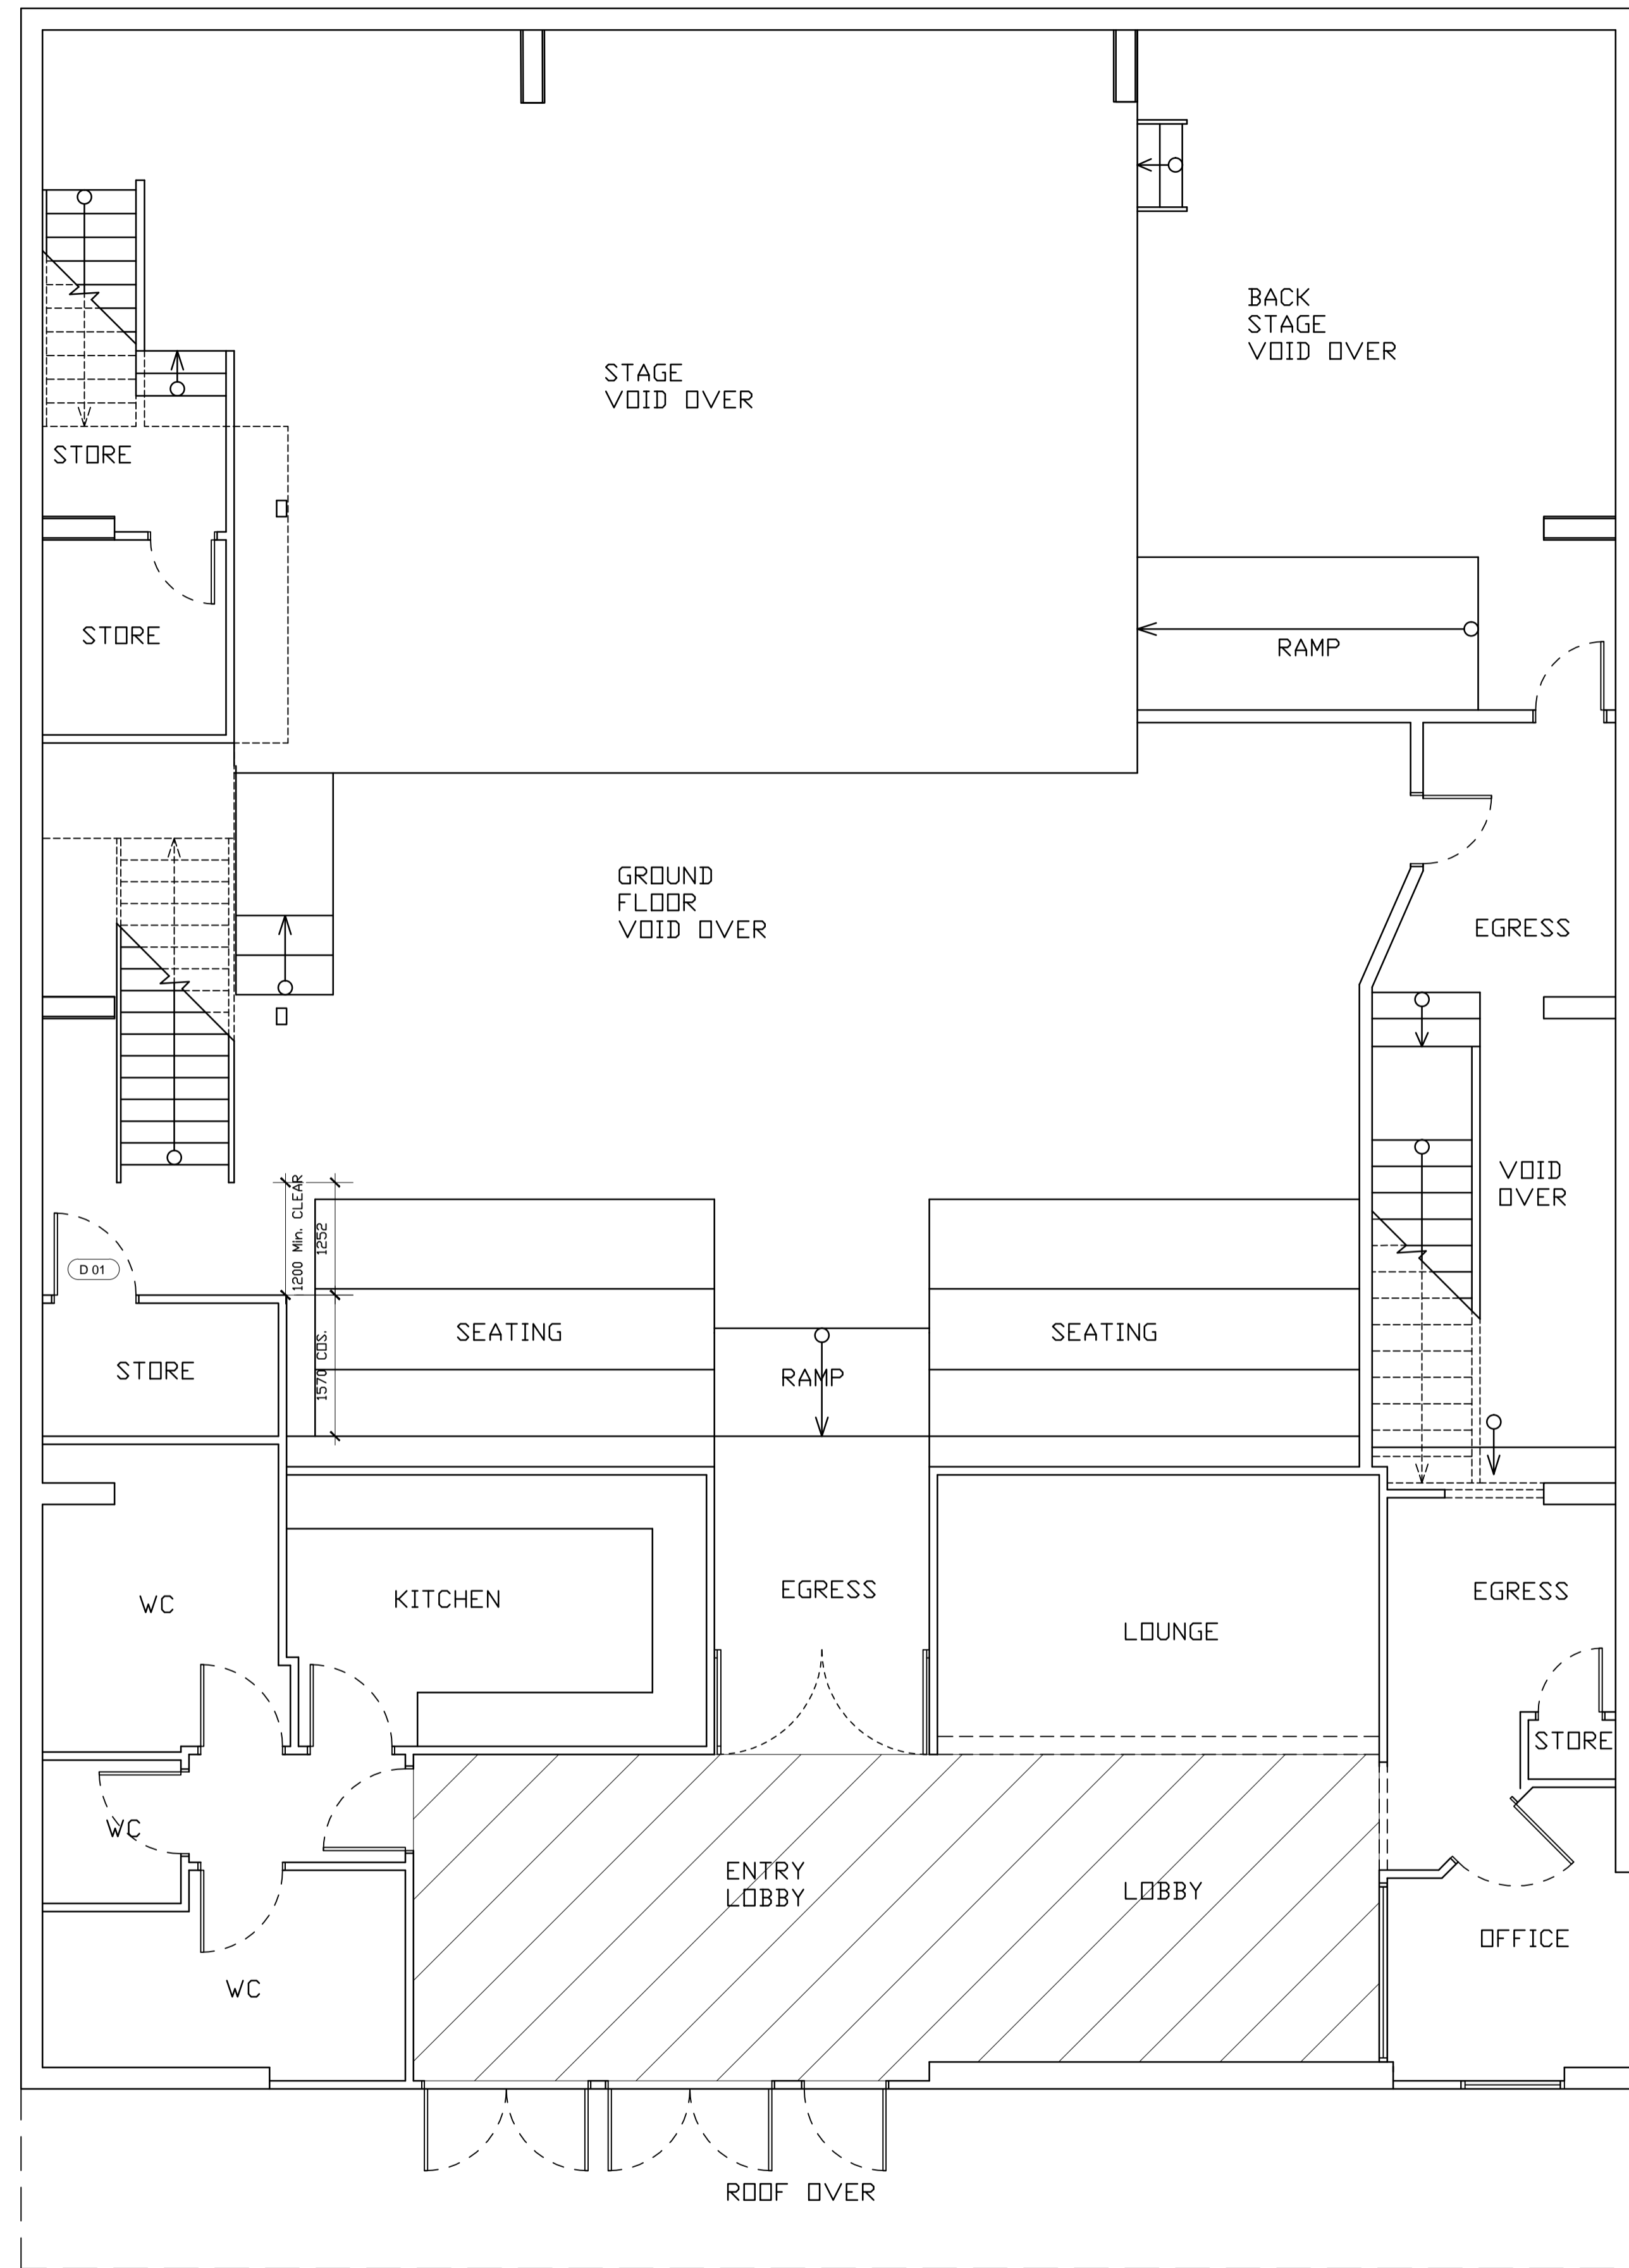 BACK
STAGE
VOID OVER
STAGE
VOID OVER
STORE
STORE
RAMP
GROUND
FLOOR
VOID OVER
EGRESS
1200 Min. CLEAR
1252
VOID
OVER
D 01
SEATING
SEATING
STORE
1570 COS.
RAMP
WC
KITCHEN
EGRESS
LOUNGE
EGRESS
STORE
WC
ENTRY
LOBBY
LOBBY
OFFICE
WC
ROOF OVER